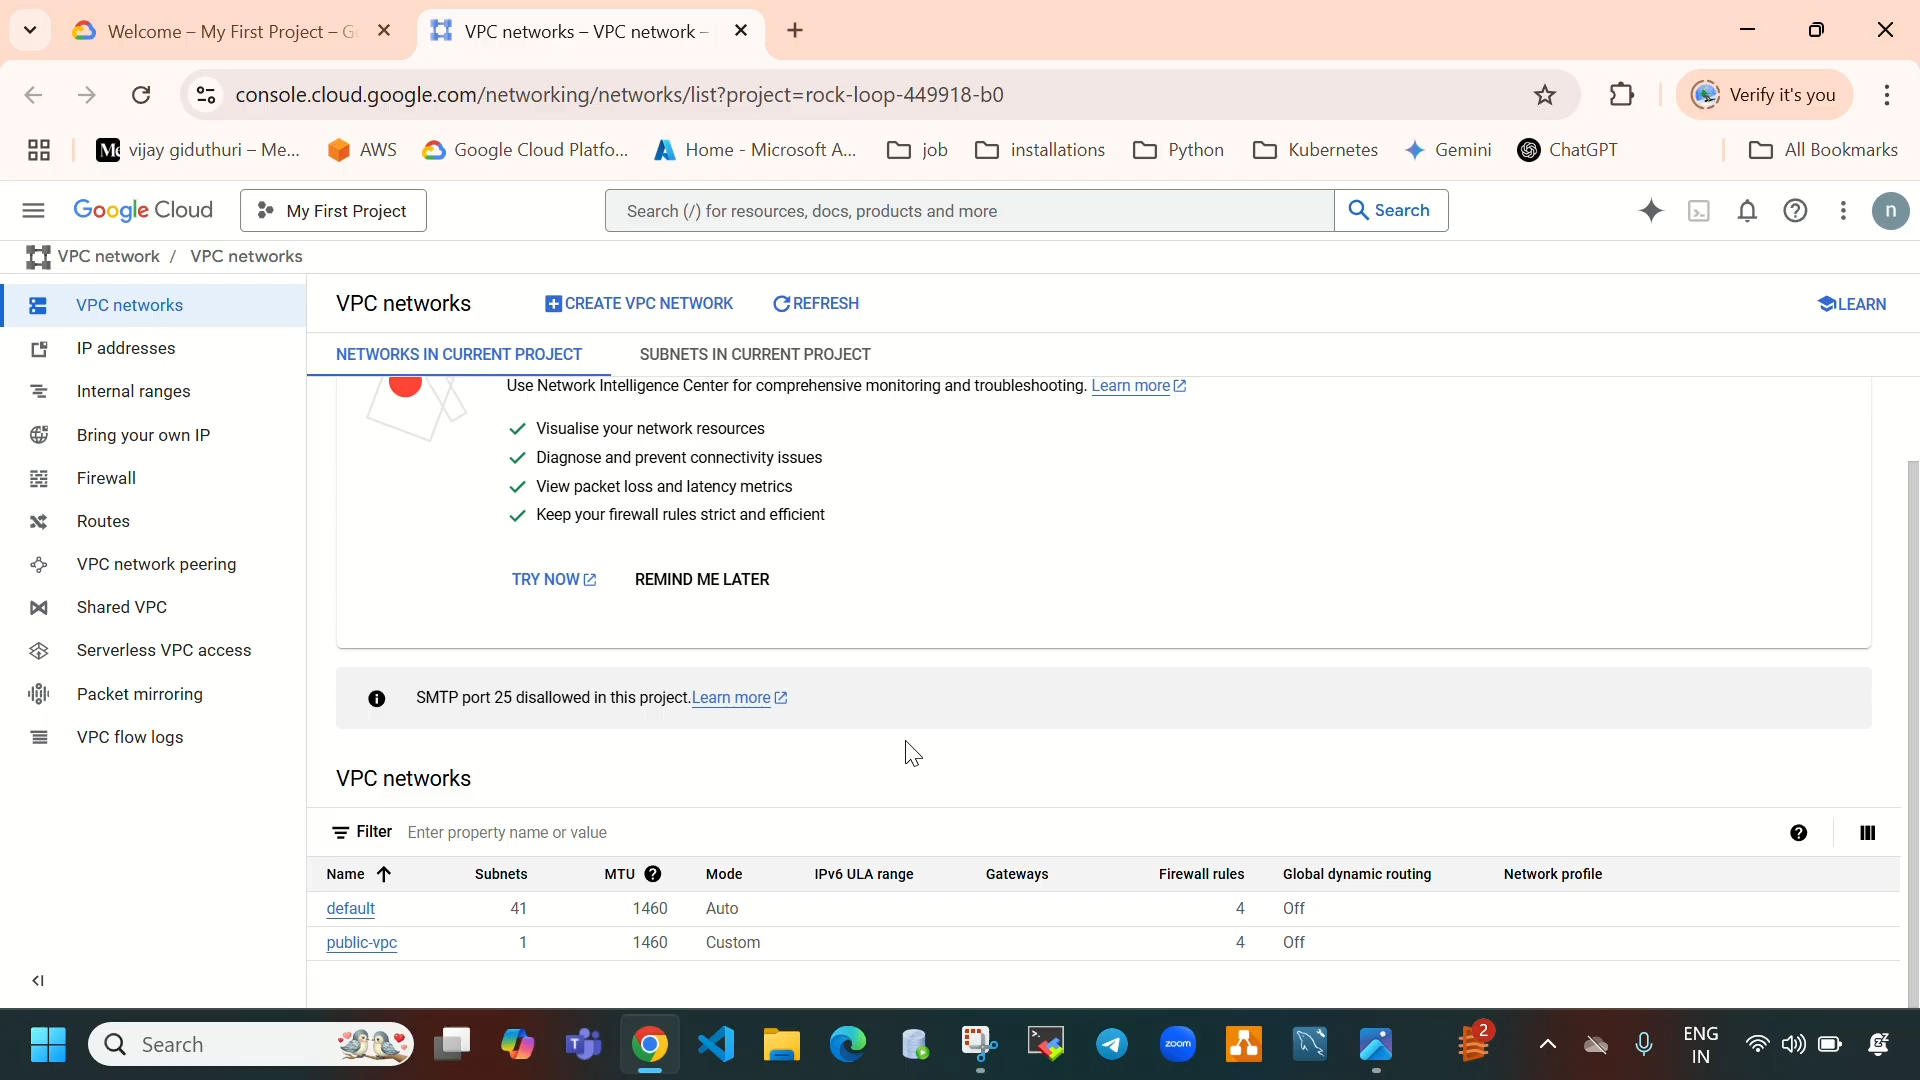 Welcome – My First Project – G
VPC networks – VPC network –
console.cloud.google.com/networking/networks/list?project=rock-loop-449918-b0
Verify it's you
vijay giduthuri – Me...
AWS
Google Cloud Platfo...
Home - Microsoft A...
job
installations
Python
Kubernetes
Gemini
ChatGPT
All Bookmarks
Google Cloud
My First Project
Search (/) for resources, docs, products and more
Search
n
VPC network / VPC networks
VPC networks
IP addresses
Internal ranges
Bring your own IP
Firewall
Routes
VPC network peering
Shared VPC
Serverless VPC access
Packet mirroring
VPC flow logs
VPC networks
CREATE VPC NETWORK
REFRESH
LEARN
NETWORKS IN CURRENT PROJECT
SUBNETS IN CURRENT PROJECT
Use Network Intelligence Center for comprehensive monitoring and troubleshooting. Learn more
Visualise your network resources
Diagnose and prevent connectivity issues
View packet loss and latency metrics
Keep your firewall rules strict and efficient
TRY NOW
REMIND ME LATER
SMTP port 25 disallowed in this project. Learn more
VPC networks
Filter Enter property name or value
Name Subnets MTU Mode IPv6 ULA range Gateways Firewall rules Global dynamic routing Network profile
default 41 1460 Auto 4 Off
public-vpc 1 1460 Custom 4 Off
Search
zoom
2
ENG
IN